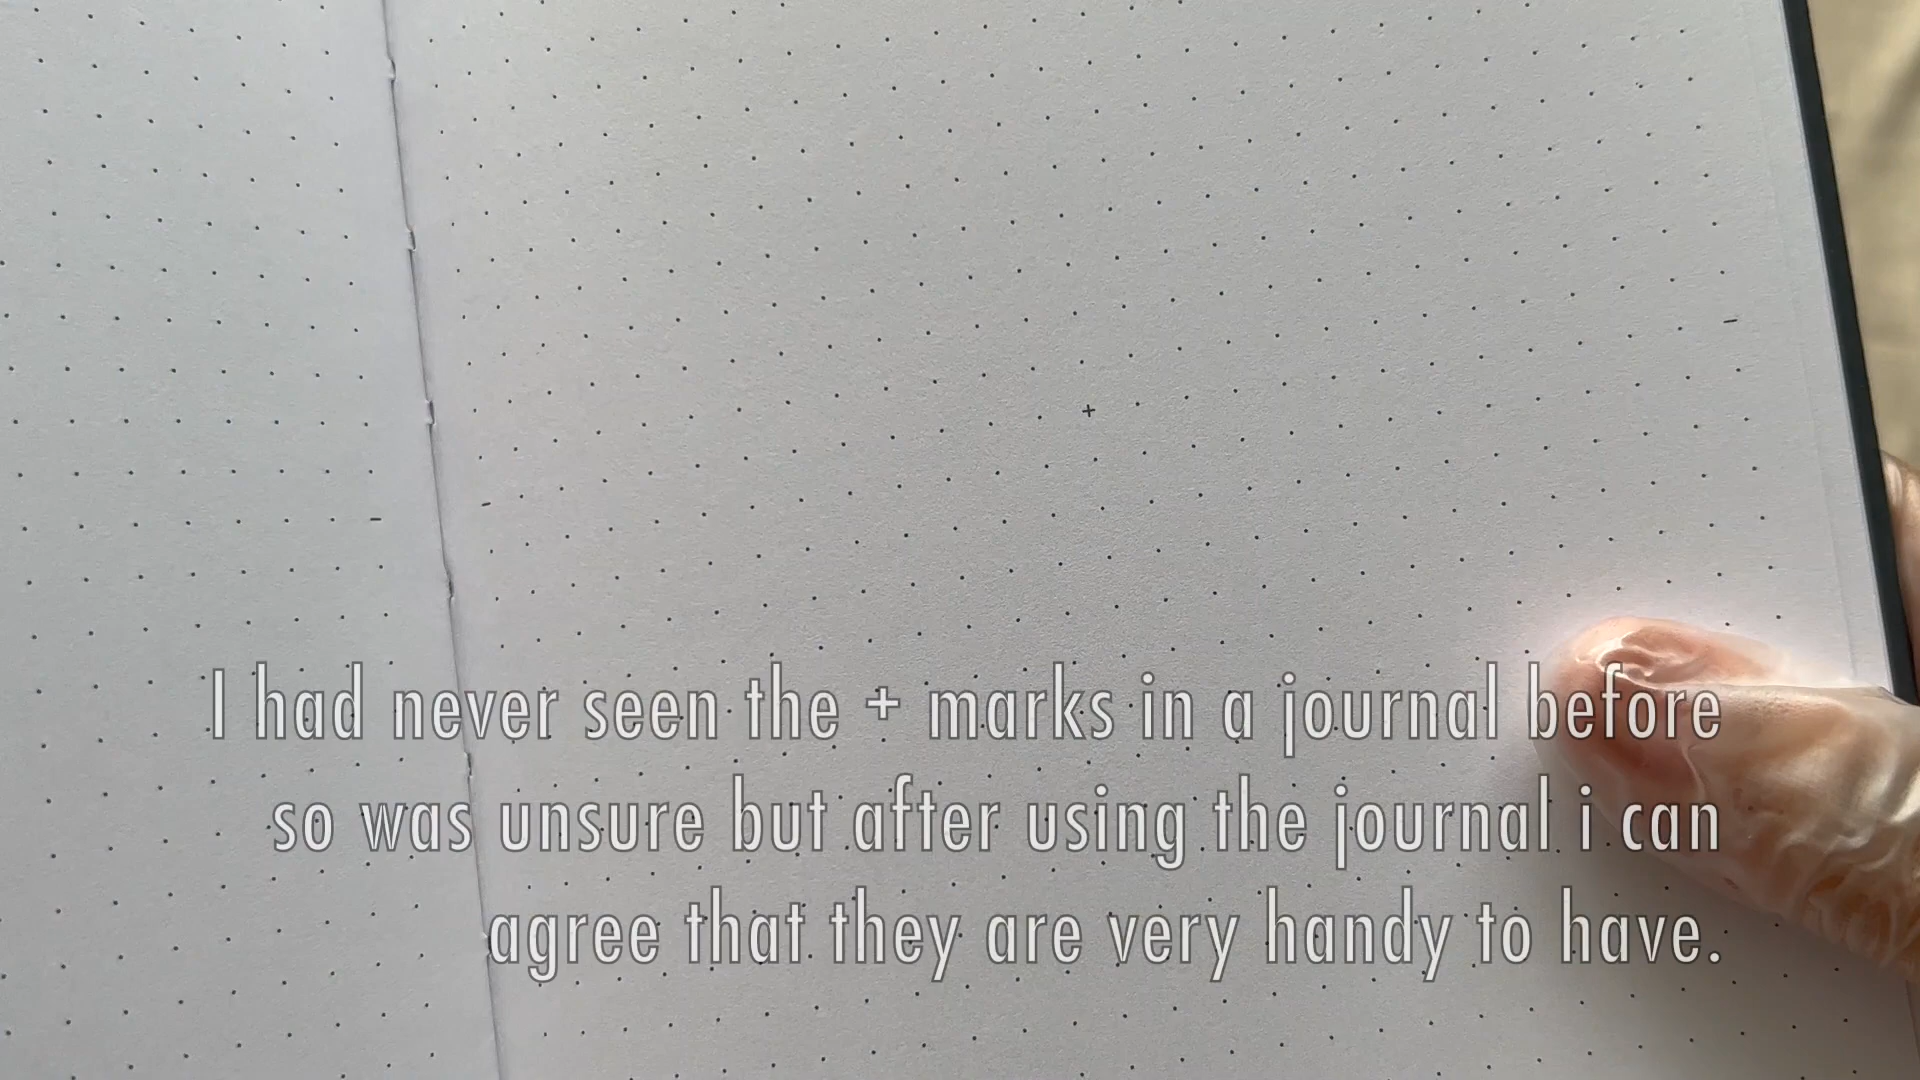 I had never seen the + marks in a journal before
so was unsure but after using the journal i can
agree that they are very handy to have.